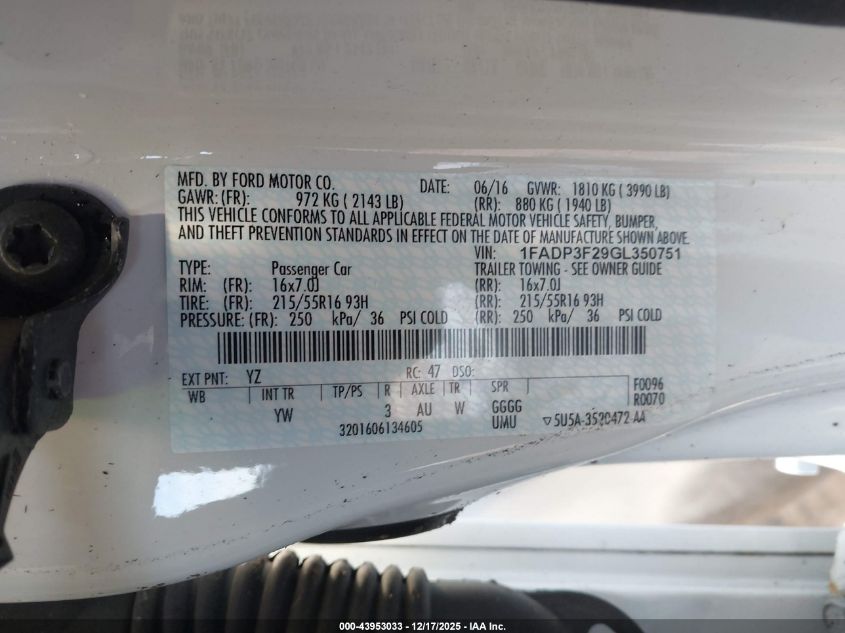 MFD. BY FORD MOTOR CO. DATE: 06/16 GVWR: 1810 KG ( 3990 LB)
GAWR: (FR): 972 KG ( 2143 LB) (RR): 880 KG ( 1940 LB)
THIS VEHICLE CONFORMS TO ALL APPLICABLE FEDERAL MOTOR VEHICLE SAFETY, BUMPER,
AND THEFT PREVENTION STANDARDS IN EFFECT ON THE DATE OF MANUFACTURE SHOWN ABOVE.
VIN: 1FADP3F29GL350751
TYPE: Passenger Car TRAILER TOWING - SEE OWNER GUIDE
RIM: (FR): 16x7.0J (RR): 16x7.0J
TIRE: (FR): 215/55R16 93H (RR): 215/55R16 93H
PRESSURE: (FR): 250 kPa/ 36 PSI COLD (RR): 250 kPa/ 36 PSI COLD
EXT PNT: YZ RC: 47 DSO:
WB INT TR TP/PS R AXLE TR SPR F0096
YW 3 AU W GGGG R0070
3201606134605 UMU ▽5U5A-3520472-AA
000-43953033 – 12/17/2025 – IAA Inc.